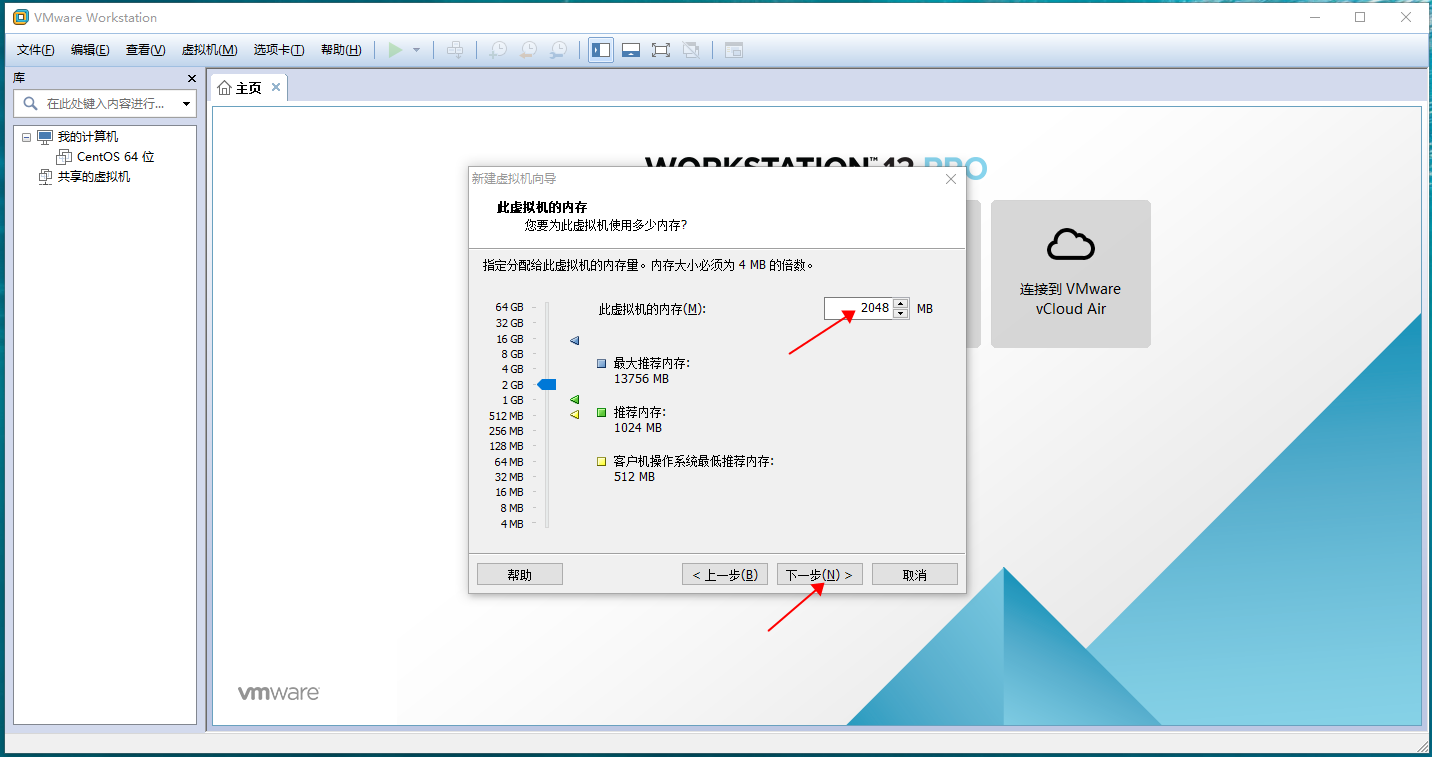 VMware Workstation
文件(F) 编辑(E) 查看(V) 虚拟机(M) 选项卡(T) 帮助(H)
库
在此处键入内容进行...
我的计算机
CentOS 64 位
共享的虚拟机
主页
WORKSTATION™ 12 PRO
新建虚拟机向导
此虚拟机的内存
您要为此虚拟机使用多少内存?
指定分配给此虚拟机的内存量。内存大小必须为 4 MB 的倍数。
64 GB
32 GB
16 GB
8 GB
4 GB
2 GB
1 GB
512 MB
256 MB
128 MB
64 MB
32 MB
16 MB
8 MB
4 MB
此虚拟机的内存(M): 2048 MB
最大推荐内存:
13756 MB
推荐内存:
1024 MB
客户机操作系统最低推荐内存:
512 MB
帮助 < 上一步(B) 下一步(N) > 取消
连接到 VMware
vCloud Air
vmware